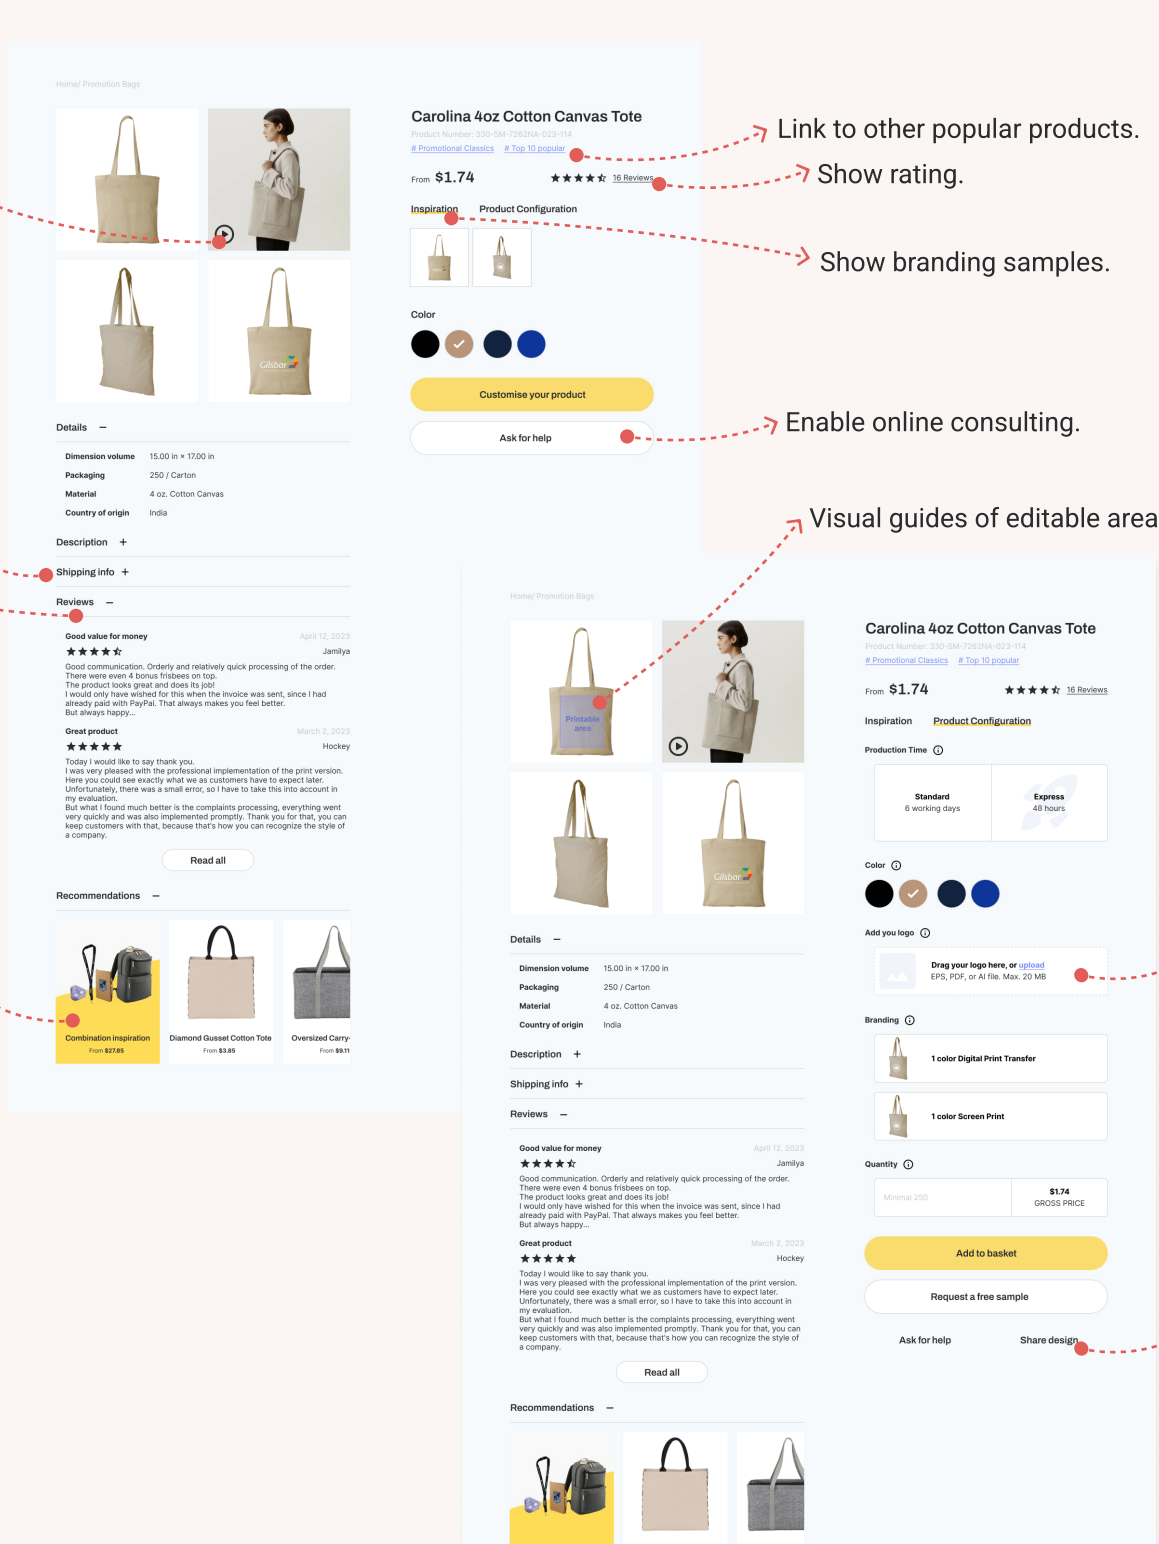 Home/ Promotion Bags
Carolina 4oz Cotton Canvas Tote
Product Number: 330-SM-7262NA-023-114
# Promotional Classics # Top 10 popular
From $1.74
16 Reviews
Inspiration Product Configuration
Color
Customise your product
Ask for help
Link to other popular products.
Show rating.
Show branding samples.
Enable online consulting.
Visual guides of editable area
Gilsbar
Details —
Dimension volume 15.00 in × 17.00 in
Packaging 250 / Carton
Material 4 oz. Cotton Canvas
Country of origin India
Description +
Shipping info +
Reviews —
Good value for money April 12, 2023
Jamilya
Good communication. Orderly and relatively quick processing of the order.
There were even 4 bonus frisbees on top.
The product looks great and does its job!
I would only have wished for this when the invoice was sent, since I had
already paid with PayPal. That always makes you feel better.
But always happy...
Great product March 2, 2023
Hockey
Today I would like to say thank you.
I was very pleased with the professional implementation of the print version.
Here you could see exactly what we as customers have to expect later.
Unfortunately, there was a small error, so I have to take this into account in
my evaluation.
But what I found much better is the complaints processing, everything went
very quickly and was also implemented promptly. Thank you for that, you can
keep customers with that, because that's how you can recognize the style of
a company.
Read all
Recommendations —
Combination inspiration
From $27.85
Diamond Gusset Cotton Tote
From $3.85
Oversized Carry-
From $9.11
Home/ Promotion Bags
Printable
area
Gilsbar
Carolina 4oz Cotton Canvas Tote
Product Number: 330-SM-7262NA-023-114
# Promotional Classics # Top 10 popular
From $1.74
16 Reviews
Inspiration Product Configuration
Production Time
Standard
6 working days
Express
48 hours
Color
Add you logo
Drag your logo here, or upload
EPS, PDF, or AI file. Max. 20 MB
Branding
1 color Digital Print Transfer
1 color Screen Print
Quantity
Minimal 250
$1.74
GROSS PRICE
Add to basket
Request a free sample
Ask for help Share design
Details —
Dimension volume 15.00 in × 17.00 in
Packaging 250 / Carton
Material 4 oz. Cotton Canvas
Country of origin India
Description +
Shipping info +
Reviews —
Good value for money April 12, 2023
Jamilya
Good communication. Orderly and relatively quick processing of the order.
There were even 4 bonus frisbees on top.
The product looks great and does its job!
I would only have wished for this when the invoice was sent, since I had
already paid with PayPal. That always makes you feel better.
But always happy...
Great product March 2, 2023
Hockey
Today I would like to say thank you.
I was very pleased with the professional implementation of the print version.
Here you could see exactly what we as customers have to expect later.
Unfortunately, there was a small error, so I have to take this into account in
my evaluation.
But what I found much better is the complaints processing, everything went
very quickly and was also implemented promptly. Thank you for that, you can
keep customers with that, because that's how you can recognize the style of
a company.
Read all
Recommendations —